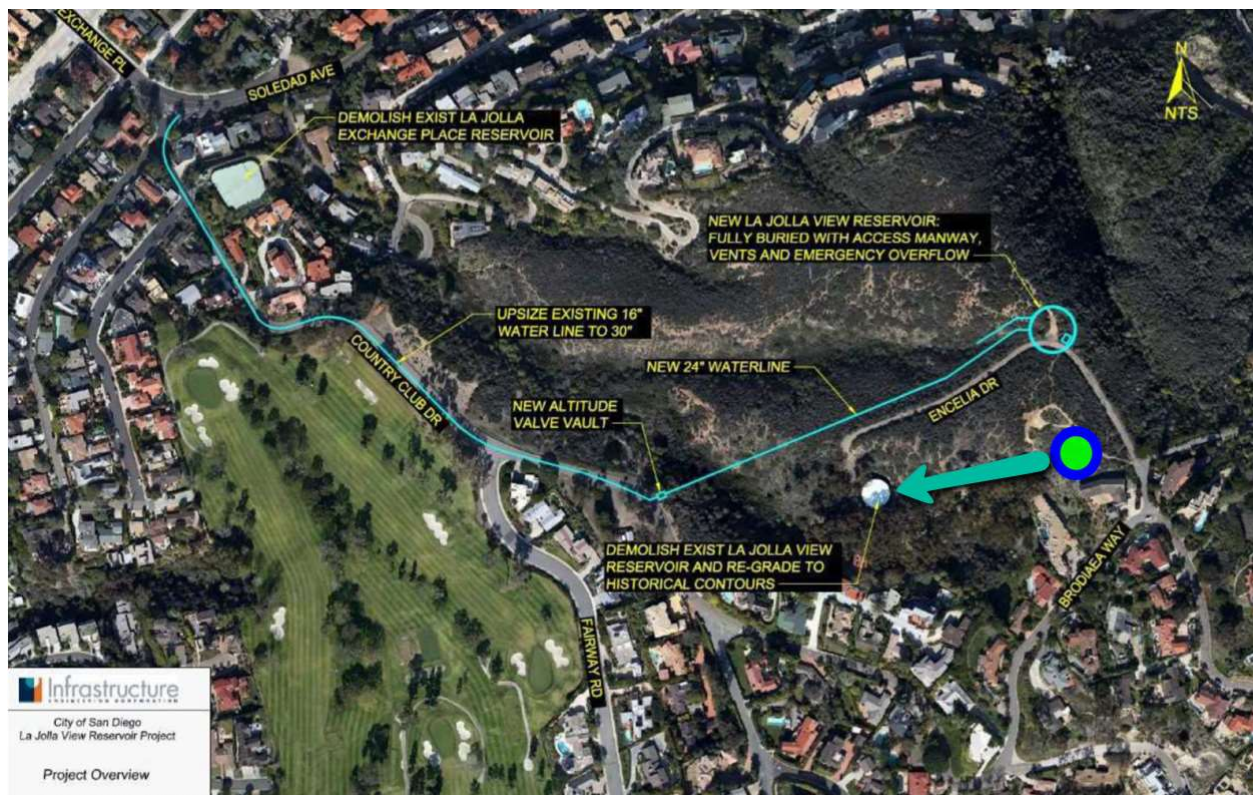 EXCHANGE PL
SOLEDAD AVE
N
NTS
DEMOLISH EXIST LA JOLLA
EXCHANGE PLACE RESERVOIR
NEW LA JOLLA VIEW RESERVOIR:
FULLY BURIED WITH ACCESS MANWAY,
VENTS AND EMERGENCY OVERFLOW
UPSIZE EXISTING 16"
WATER LINE TO 30"
COUNTRY CLUB DR
NEW 24" WATERLINE
ENCELIA DR
NEW ALTITUDE
VALVE VAULT
DEMOLISH EXIST LA JOLLA VIEW
RESERVOIR AND RE-GRADE TO
HISTORICAL CONTOURS
BRODIAEA WAY
FAIRWAY RD
Infrastructure
ENGINEERING CORPORATION
City of San Diego
La Jolla View Reservoir Project
Project Overview